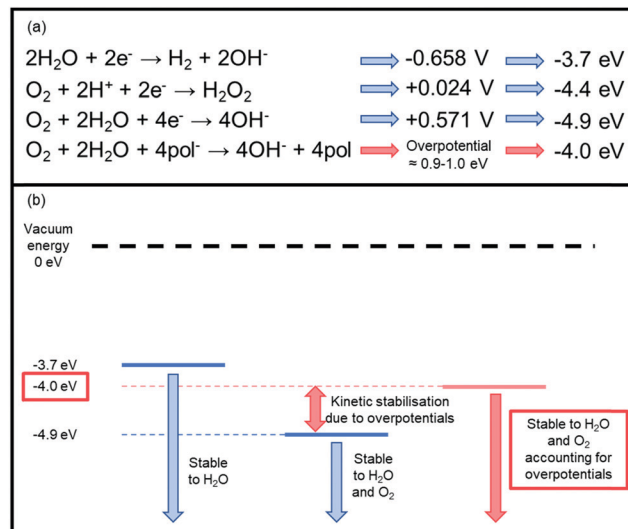 (a)
2H₂O + 2e⁻ → H₂ + 2OH⁻ -0.658 V -3.7 eV
O₂ + 2H⁺ + 2e⁻ → H₂O₂ +0.024 V -4.4 eV
O₂ + 2H₂O + 4e⁻ → 4OH⁻ +0.571 V -4.9 eV
O₂ + 2H₂O + 4pol⁻ → 4OH⁻ + 4pol Overpotential -4.0 eV
≈ 0.9-1.0 eV
(b)
Vacuum
energy
0 eV
-3.7 eV
-4.0 eV
Kinetic stabilisation
due to overpotentials
-4.9 eV
Stable
to H₂O
Stable
to H₂O
and O₂
Stable to H₂O
and O₂
accounting for
overpotentials